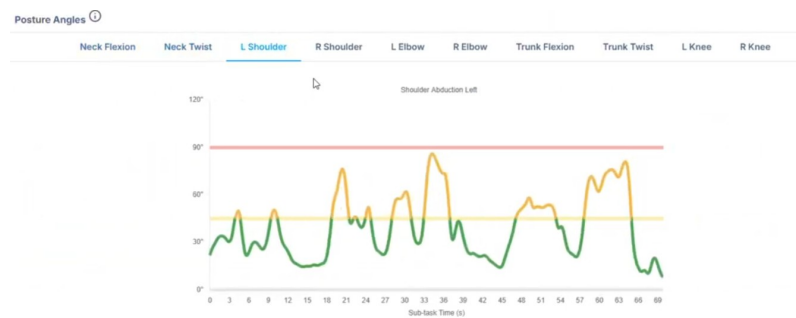 Posture Angles
Neck Flexion Neck Twist L Shoulder R Shoulder L Elbow R Elbow Trunk Flexion Trunk Twist L Knee R Knee
Shoulder Abduction Left
120°
90°
60°
30°
0°
0 3 6 9 12 15 18 21 24 27 30 33 36 39 42 45 48 51 54 57 60 63 66 69
Sub-task Time (s)